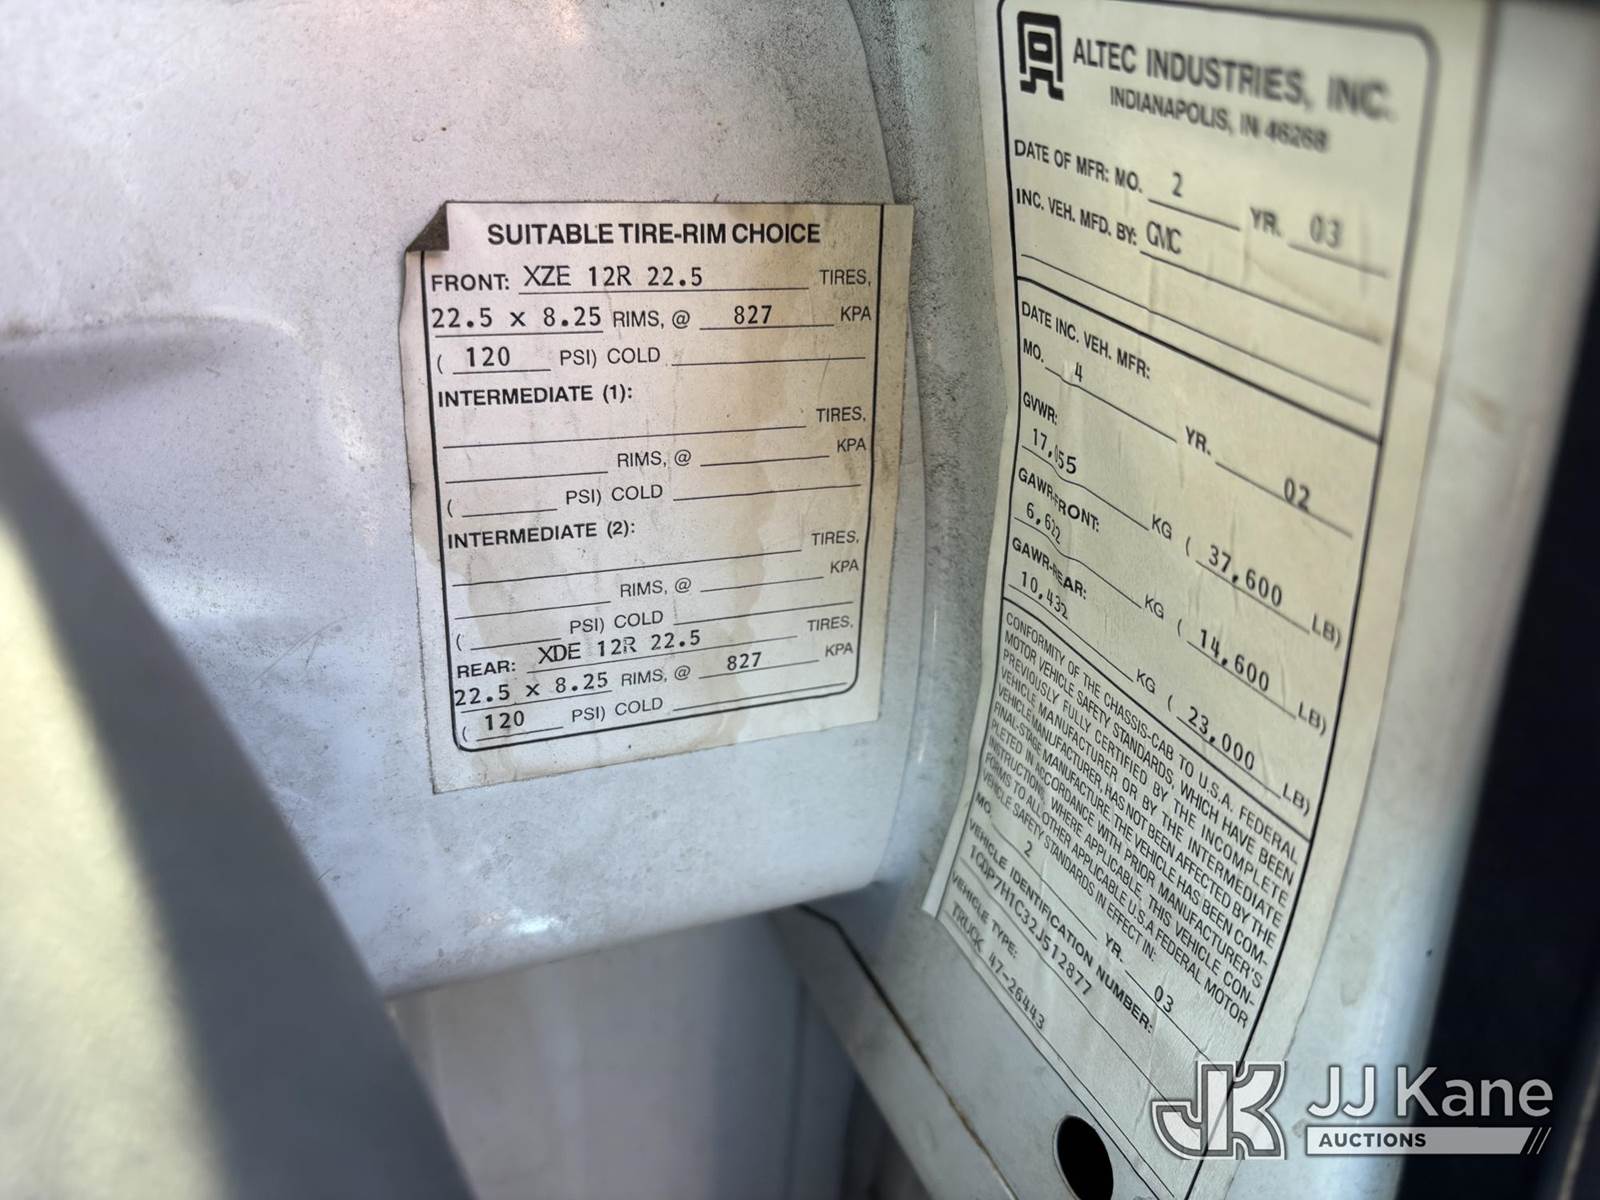 SUITABLE TIRE-RIM CHOICE
FRONT: XZE 12R 22.5 TIRES,
22.5 x 8.25 RIMS, @ 827 KPA
( 120 PSI) COLD
INTERMEDIATE (1):
TIRES,
RIMS, @ KPA
( PSI) COLD
INTERMEDIATE (2):
TIRES,
RIMS, @ KPA
( PSI) COLD
REAR: XDE 12R 22.5 TIRES,
22.5 x 8.25 RIMS, @ 827 KPA
( 120 PSI) COLD
ALTEC INDUSTRIES, INC.
INDIANAPOLIS, IN 46268
DATE OF MFR: MO. 2 YR. 03
INC. VEH. MFD. BY: GMC
DATE INC. VEH. MFR:
MO. 4 YR. 02
GVWR:
KG ( 37,600 LB)
GAWR-FRONT:
6,622 KG ( 14,600 LB)
GAWR-REAR:
10,432 KG ( 23,000 LB)
CONFORMITY OF THE CHASSIS-CAB TO U.S.A. FEDERAL
MOTOR VEHICLE SAFETY STANDARDS, WHICH HAVE BEEN
PREVIOUSLY FULLY CERTIFIED BY THE INCOMPLETE
VEHICLE MANUFACTURER OR BY THE INTERMEDIATE
VEHICLE MANUFACTURER, HAS NOT BEEN AFFECTED BY THE
FINAL-STAGE MANUFACTURE. THE VEHICLE HAS BEEN COM-
PLETED IN ACCORDANCE WITH PRIOR MANUFACTURER'S
INSTRUCTIONS, WHERE APPLICABLE. THIS VEHICLE CON-
FORMS TO ALL OTHER APPLICABLE U.S.A FEDERAL MOTOR
VEHICLE SAFETY STANDARDS IN EFFECT IN:
MO. 2 YR. 03
VEHICLE IDENTIFICATION NUMBER:
1GDP7H1C32J512877
VEHICLE TYPE:
TRUCK 47-26443
JK JJ Kane
AUCTIONS